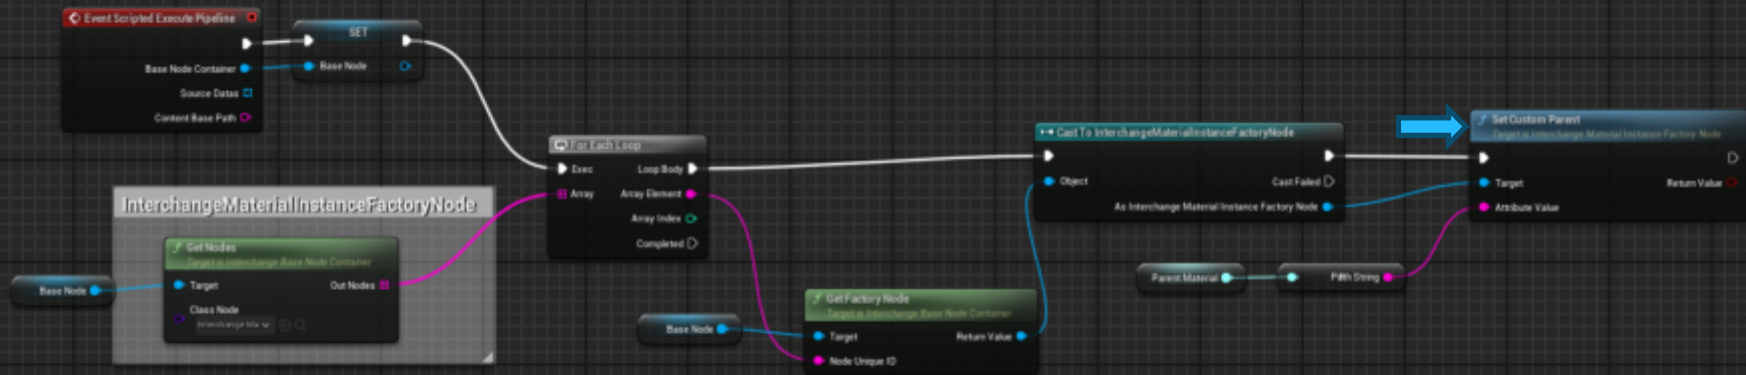 Event Scripted Execute Pipeline
Base Node Container
Source Datas
Content Base Path
SET
Base Node
InterchangeMaterialInstanceFactoryNode
Base Node
Get Nodes
Target is Interchange Base Node Container
Target
Out Nodes
Class Node
Interchange Ma
For Each Loop
Exec
Loop Body
Array
Array Element
Array Index
Completed
Base Node
Get Factory Node
Target is Interchange Base Node Container
Target
Return Value
Node Unique ID
Cast To InterchangeMaterialInstanceFactoryNode
Object
Cast Failed
As Interchange Material Instance Factory Node
Parent Material
Path String
Set Custom Parent
Target is Interchange Material Instance Factory Node
Target
Return Value
Attribute Value